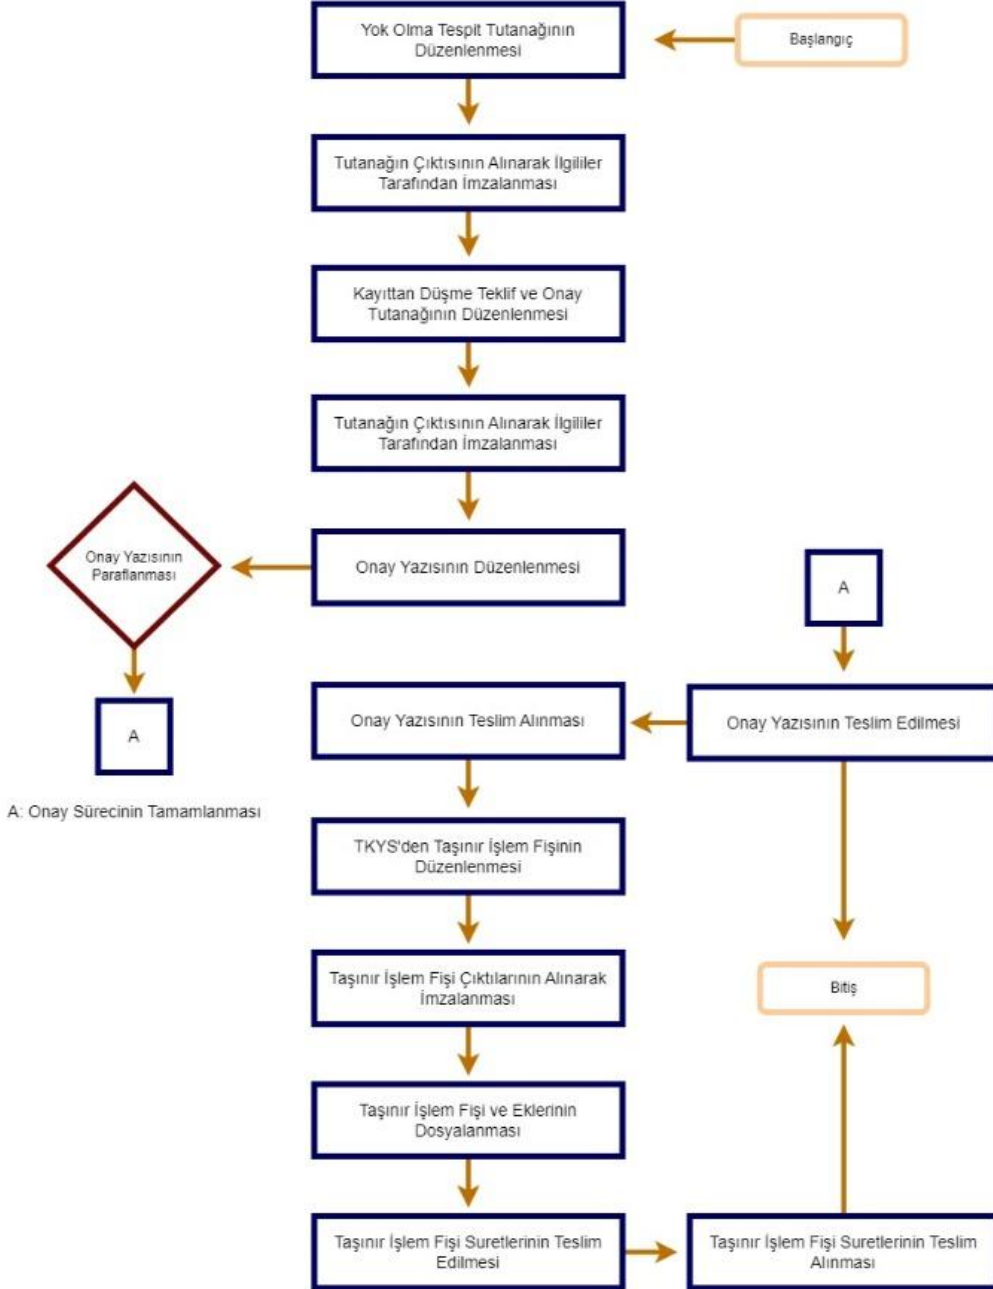 Yok Olma Tespit Tutanağının
Düzenlenmesi
Başlangıç
Tutanağın Çıktısının Alınarak İlgililer
Tarafından İmzalanması
Kayıttan Düşme Teklif ve Onay
Tutanağının Düzenlenmesi
Tutanağın Çıktısının Alınarak İlgililer
Tarafından İmzalanması
Onay Yazısının
Paraflanması
Onay Yazısının Düzenlenmesi
A
A
A: Onay Sürecinin Tamamlanması
Onay Yazısının Teslim Alınması
Onay Yazısının Teslim Edilmesi
TKYS'den Taşınır İşlem Fişinin
Düzenlenmesi
Taşınır İşlem Fişi Çıktılarının Alınarak
İmzalanması
Bitiş
Taşınır İşlem Fişi ve Eklerinin
Dosyalanması
Taşınır İşlem Fişi Suretlerinin Teslim
Edilmesi
Taşınır İşlem Fişi Suretlerinin Teslim
Alınması